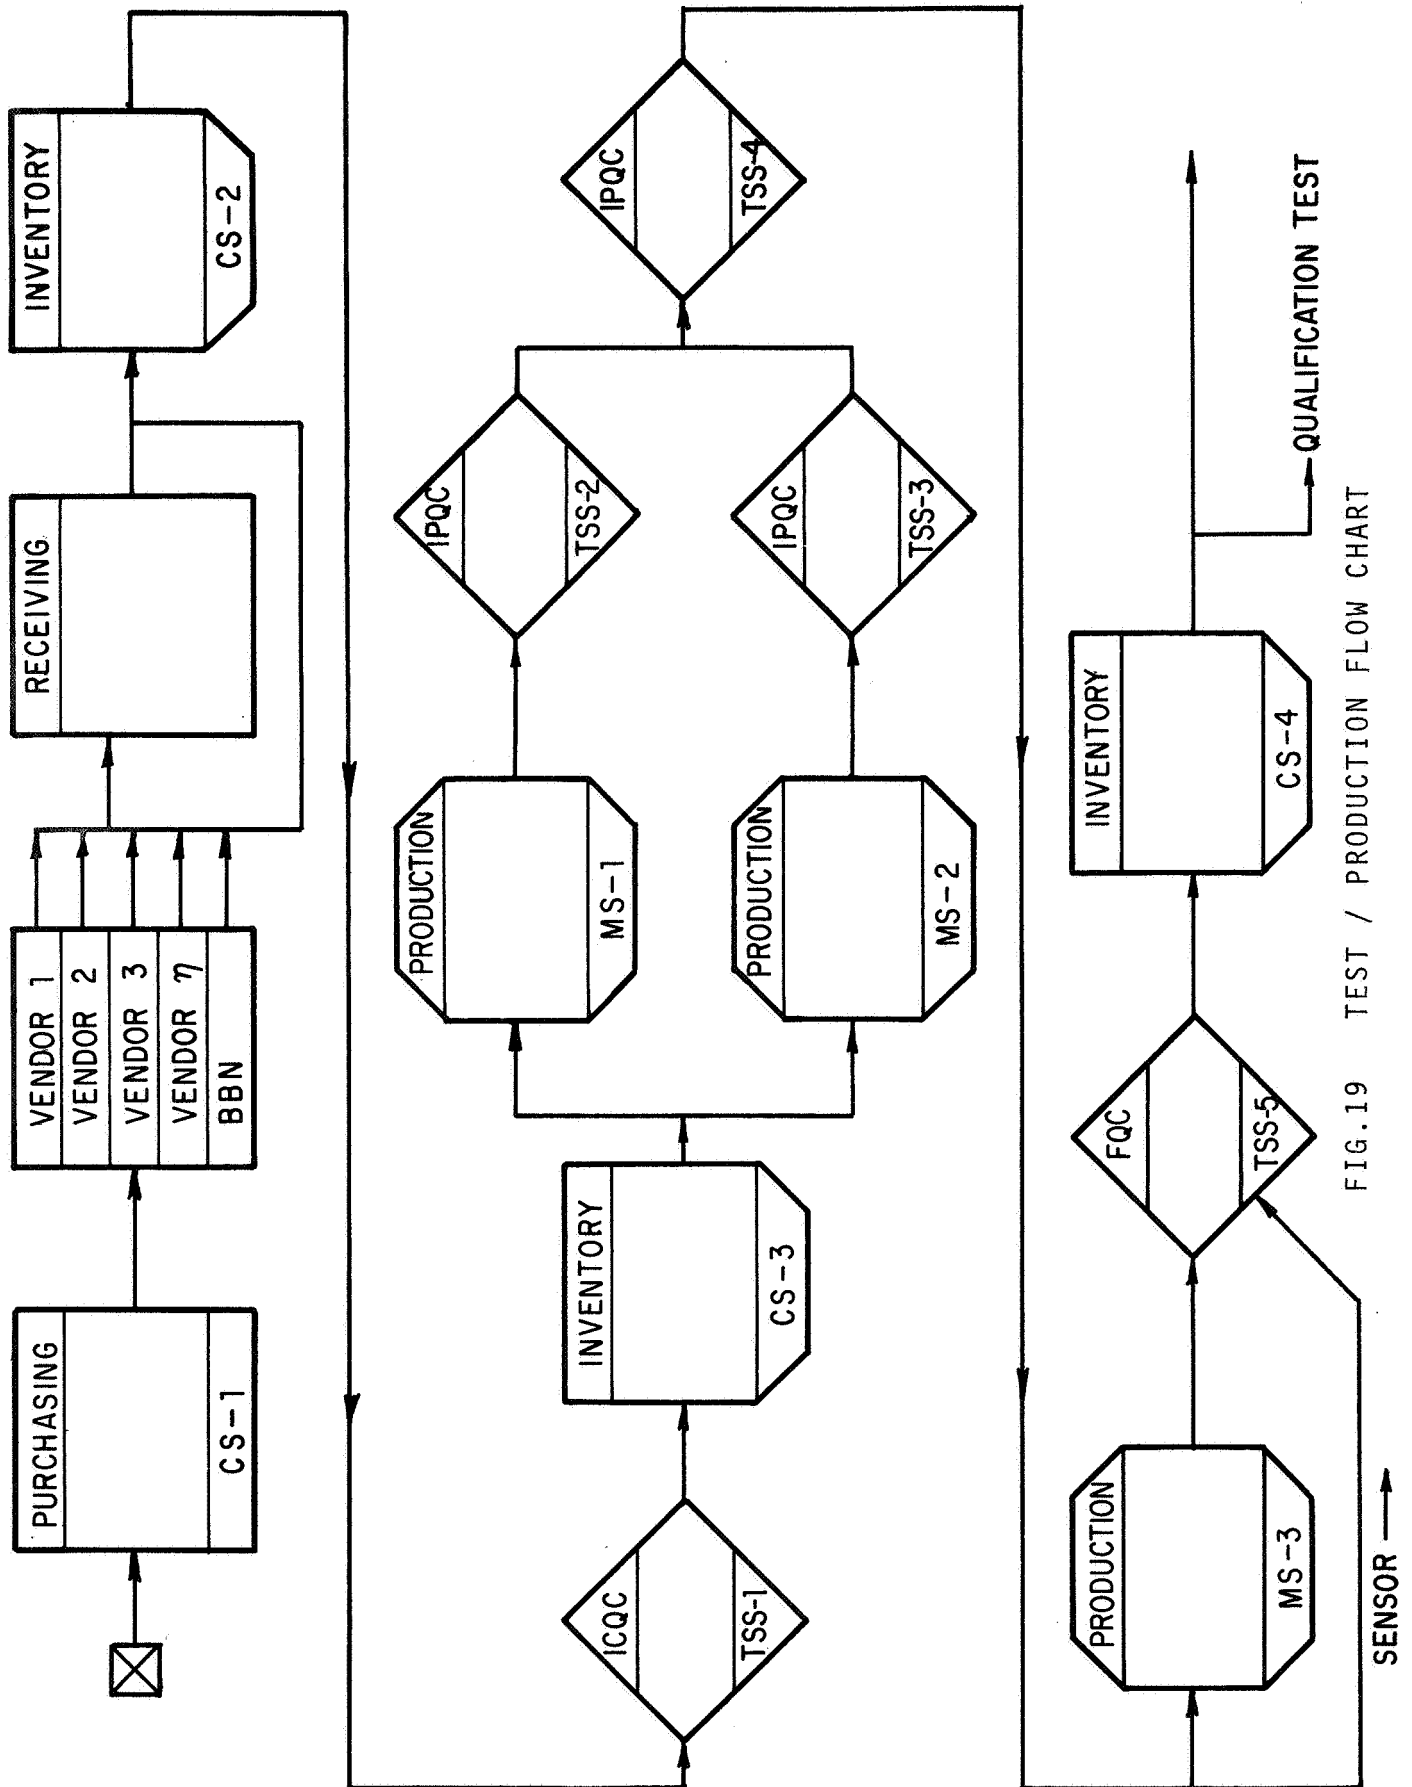 PURCHASING
CS-1
VENDOR 1
VENDOR 2
VENDOR 3
VENDOR η
BBN
RECEIVING
INVENTORY
CS-2
ICQC
TSS-1
INVENTORY
CS-3
PRODUCTION
MS-1
PRODUCTION
MS-2
IPQC
TSS-2
IPQC
TSS-3
IPQC
TSS-4
PRODUCTION
MS-3
SENSOR
FQC
TSS-5
INVENTORY
CS-4
QUALIFICATION TEST
FIG.19 TEST / PRODUCTION FLOW CHART